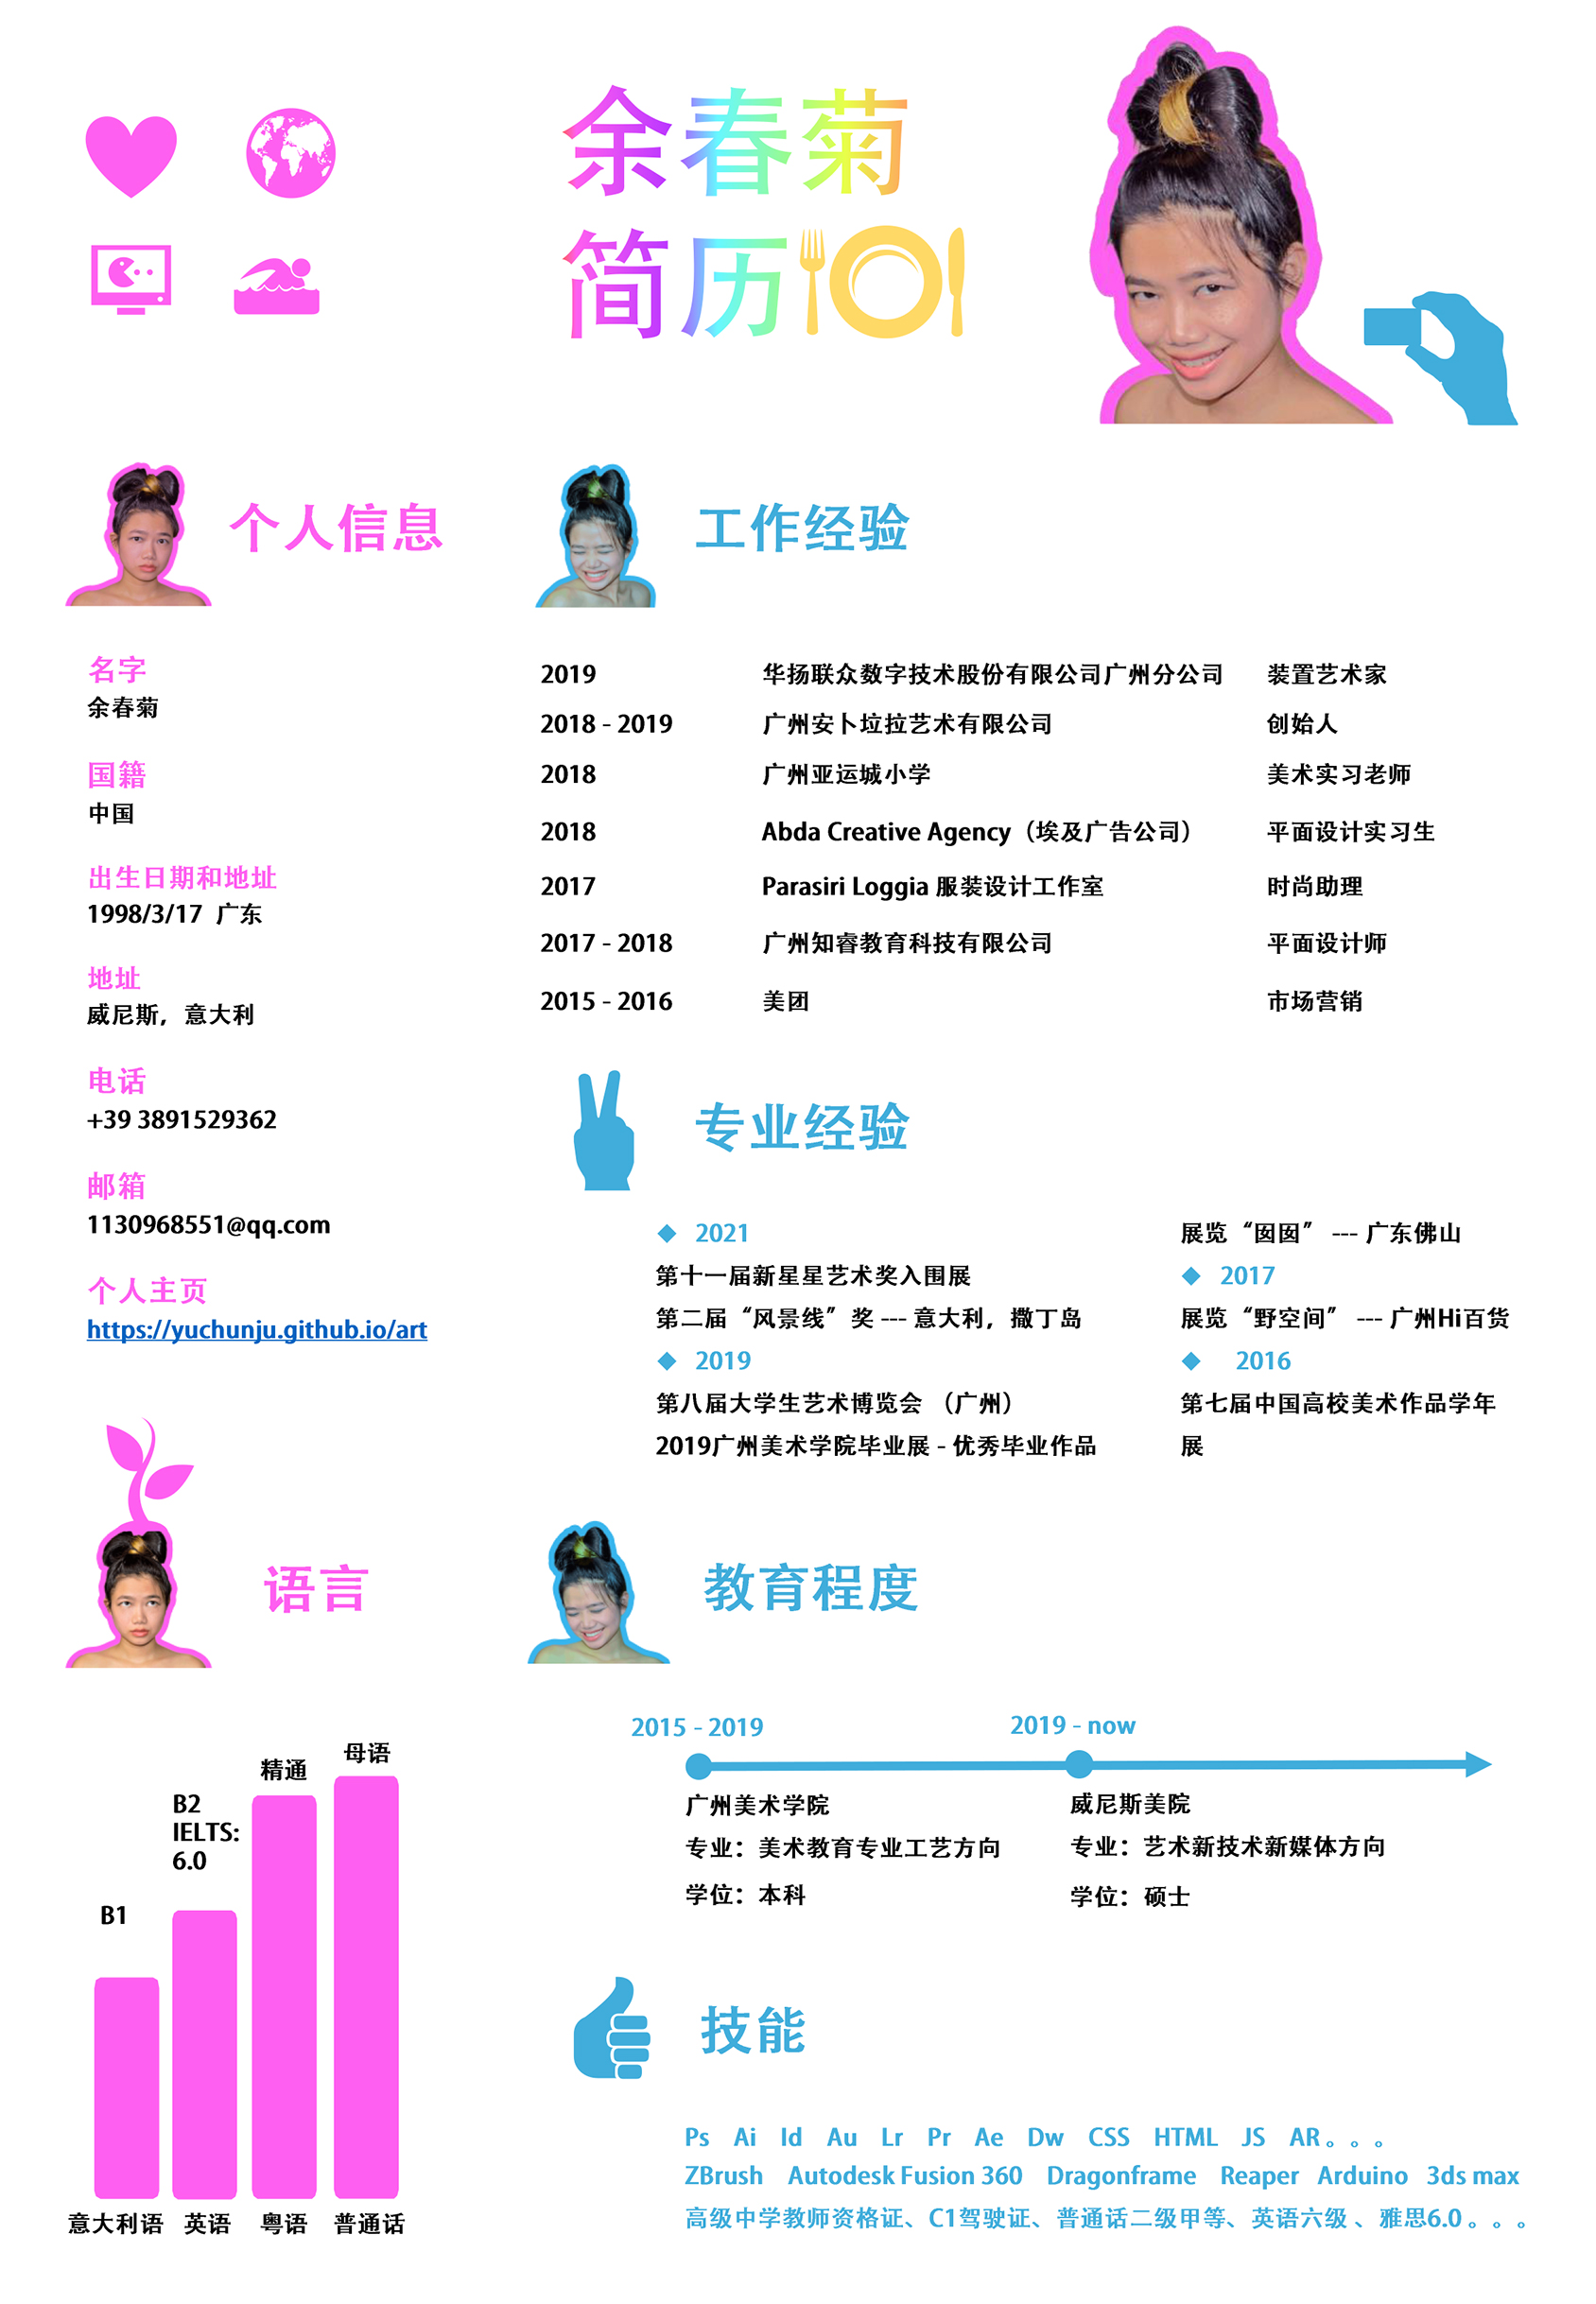 余春菊
简历
个人信息
名字
余春菊
国籍
中国
出生日期和地址
1998/3/17 广东
地址
威尼斯，意大利
电话
+39 3891529362
邮箱
1130968551@qq.com
个人主页
https://yuchunju.github.io/art
语言
母语
精通
B2
IELTS:
6.0
B1
意大利语 英语 粤语 普通话
工作经验
2019 华扬联众数字技术股份有限公司广州分公司 装置艺术家
2018 - 2019 广州安卜垃拉艺术有限公司 创始人
2018 广州亚运城小学 美术实习老师
2018 Abda Creative Agency（埃及广告公司） 平面设计实习生
2017 Parasiri Loggia 服装设计工作室 时尚助理
2017 - 2018 广州知睿教育科技有限公司 平面设计师
2015 - 2016 美团 市场营销
专业经验
◆ 2021
第十一届新星星艺术奖入围展
第二届“风景线”奖 --- 意大利，撒丁岛
◆ 2019
第八届大学生艺术博览会 （广州）
2019广州美术学院毕业展 - 优秀毕业作品
展览“囡囡” --- 广东佛山
◆ 2017
展览“野空间” --- 广州Hi百货
◆ 2016
第七届中国高校美术作品学年
展
教育程度
2015 - 2019
广州美术学院
专业：美术教育专业工艺方向
学位：本科
2019 - now
威尼斯美院
专业：艺术新技术新媒体方向
学位：硕士
技能
Ps Ai Id Au Lr Pr Ae Dw CSS HTML JS AR。。。
ZBrush Autodesk Fusion 360 Dragonframe Reaper Arduino 3ds max
高级中学教师资格证、C1驾驶证、普通话二级甲等、英语六级 、雅思6.0 。。。